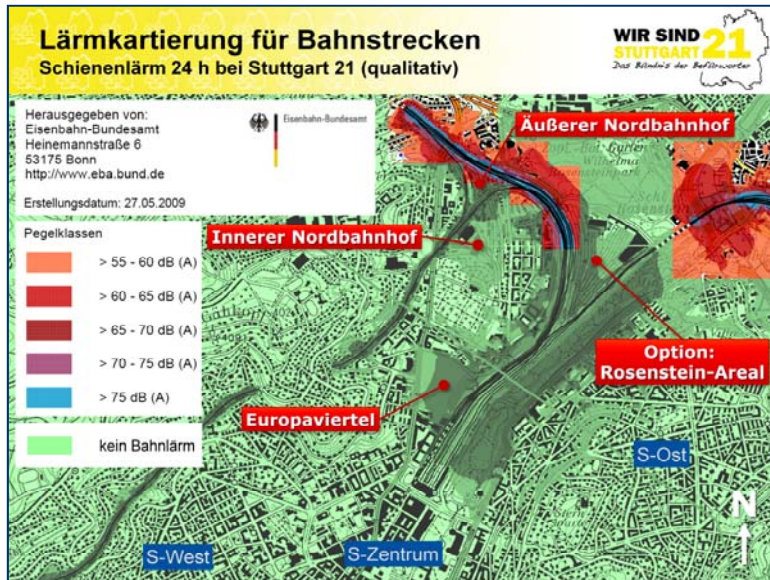 Lärmkartierung für Bahnstrecken
Schienenlärm 24 h bei Stuttgart 21 (qualitativ)
WIR SIND
STUTTGART 21
Das Bündnis der Befürworter
Herausgegeben von:
Eisenbahn-Bundesamt
Heinemannstraße 6
53175 Bonn
http://www.eba.bund.de
Erstellungsdatum: 27.05.2009
Eisenbahn-Bundesamt
Äußerer Nordbahnhof
Wilhelma
Rosensteinpark
Pegelklassen
> 55 - 60 dB (A)
> 60 - 65 dB (A)
> 65 - 70 dB (A)
> 70 - 75 dB (A)
> 75 dB (A)
kein Bahnlärm
Innerer Nordbahnhof
Option:
Rosenstein-Areal
Europaviertel
S-Ost
S-West
S-Zentrum
N